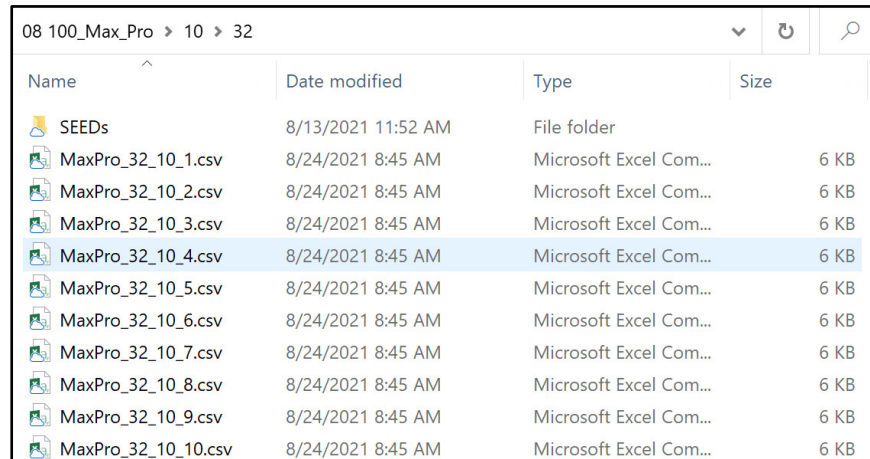 08 100_Max_Pro > 10 > 32
Name Date modified Type Size
SEEDs 8/13/2021 11:52 AM File folder
MaxPro_32_10_1.csv 8/24/2021 8:45 AM Microsoft Excel Com... 6 KB
MaxPro_32_10_2.csv 8/24/2021 8:45 AM Microsoft Excel Com... 6 KB
MaxPro_32_10_3.csv 8/24/2021 8:45 AM Microsoft Excel Com... 6 KB
MaxPro_32_10_4.csv 8/24/2021 8:45 AM Microsoft Excel Com... 6 KB
MaxPro_32_10_5.csv 8/24/2021 8:45 AM Microsoft Excel Com... 6 KB
MaxPro_32_10_6.csv 8/24/2021 8:45 AM Microsoft Excel Com... 6 KB
MaxPro_32_10_7.csv 8/24/2021 8:45 AM Microsoft Excel Com... 6 KB
MaxPro_32_10_8.csv 8/24/2021 8:45 AM Microsoft Excel Com... 6 KB
MaxPro_32_10_9.csv 8/24/2021 8:45 AM Microsoft Excel Com... 6 KB
MaxPro_32_10_10.csv 8/24/2021 8:45 AM Microsoft Excel Com... 6 KB